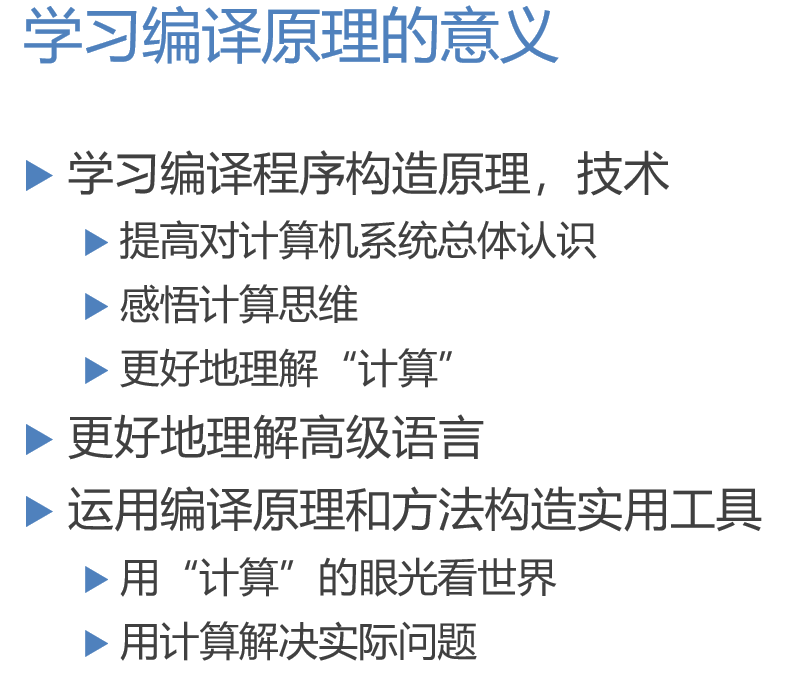 学习编译原理的意义
学习编译程序构造原理，技术
提高对计算机系统总体认识
感悟计算思维
更好地理解“计算”
更好地理解高级语言
运用编译原理和方法构造实用工具
用“计算”的眼光看世界
用计算解决实际问题